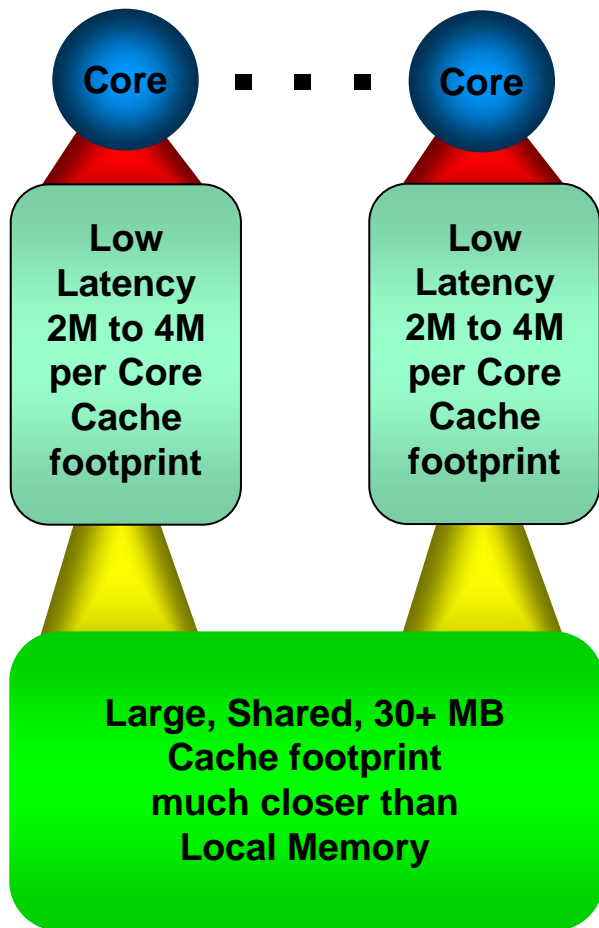 Core
Core
Low
Latency
2M to 4M
per Core
Cache
footprint
Low
Latency
2M to 4M
per Core
Cache
footprint
Large, Shared, 30+ MB
Cache footprint
much closer than
Local Memory